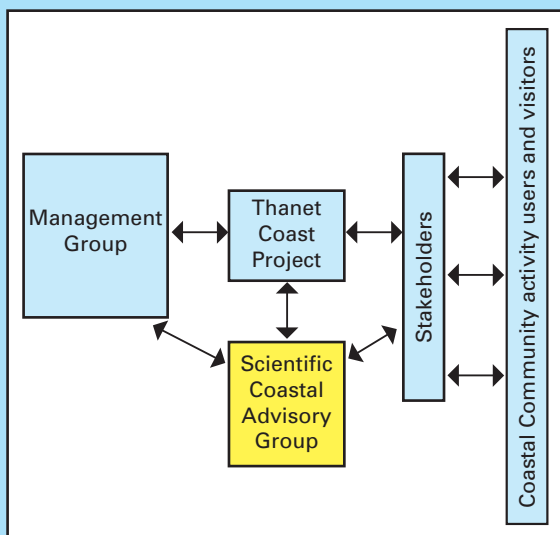 Management
Group
Thanet
Coast
Project
Scientific
Coastal
Advisory
Group
Stakeholders
Coastal Community activity users and visitors